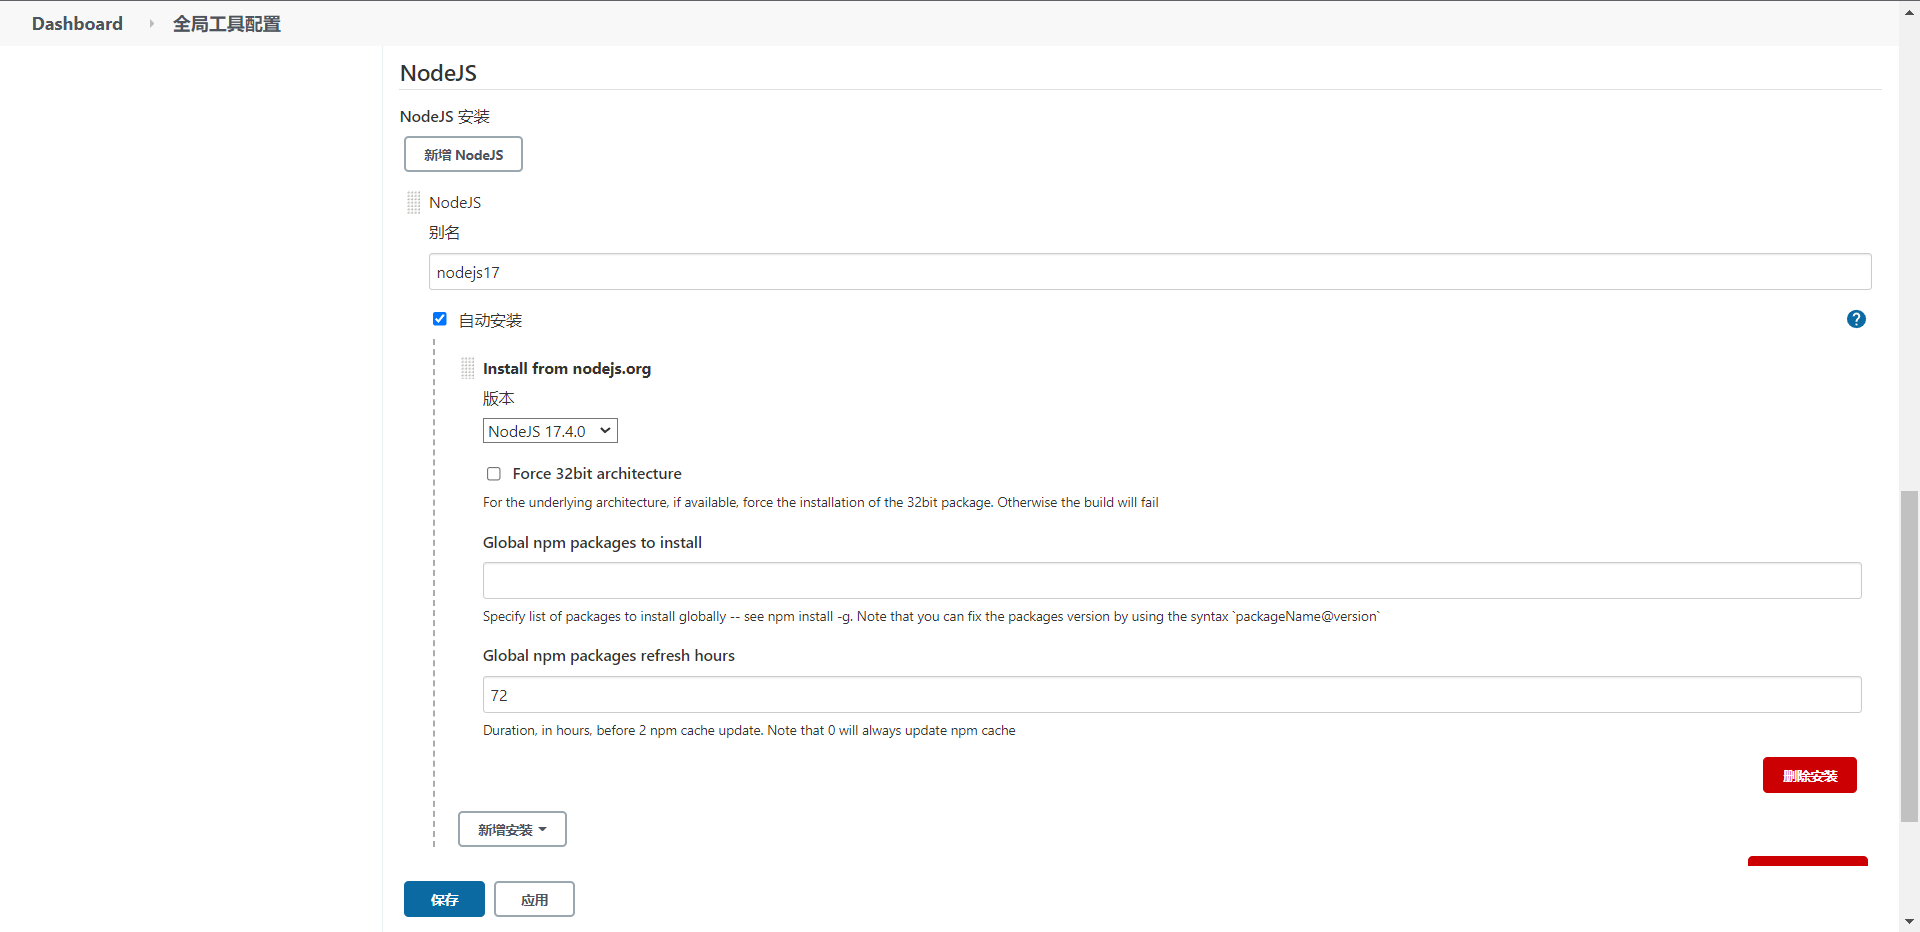 Dashboard
全局工具配置
NodeJS
NodeJS 安装
新增 NodeJS
NodeJS
别名
nodejs17
自动安装
?
Install from nodejs.org
版本
NodeJS 17.4.0
Force 32bit architecture
For the underlying architecture, if available, force the installation of the 32bit package. Otherwise the build will fail
Global npm packages to install
Specify list of packages to install globally -- see npm install -g. Note that you can fix the packages version by using the syntax `packageName@version`
Global npm packages refresh hours
72
Duration, in hours, before 2 npm cache update. Note that 0 will always update npm cache
删除安装
新增安装
保存
应用